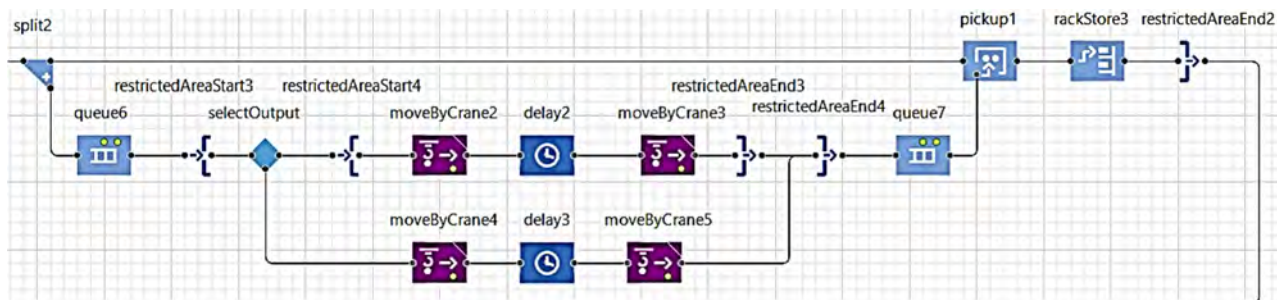 split2
pickup1 rackStore3 restrictedAreaEnd2
restrictedAreaStart3 restrictedAreaStart4 restrictedAreaEnd3
restrictedAreaEnd4
queue6 selectOutput moveByCrane2 delay2 moveByCrane3 queue7
moveByCrane4 delay3 moveByCrane5